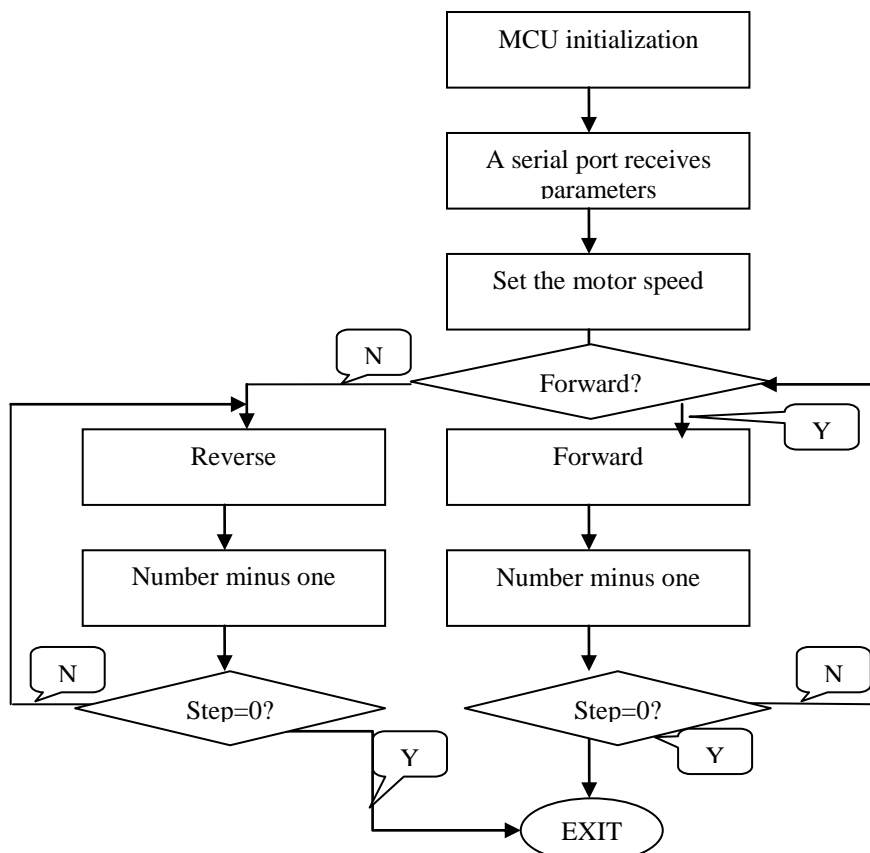 MCU initialization
A serial port receives
parameters
Set the motor speed
N
Forward?
Y
Reverse
Forward
Number minus one
Number minus one
N
N
Step=0?
Step=0?
Y
Y
EXIT